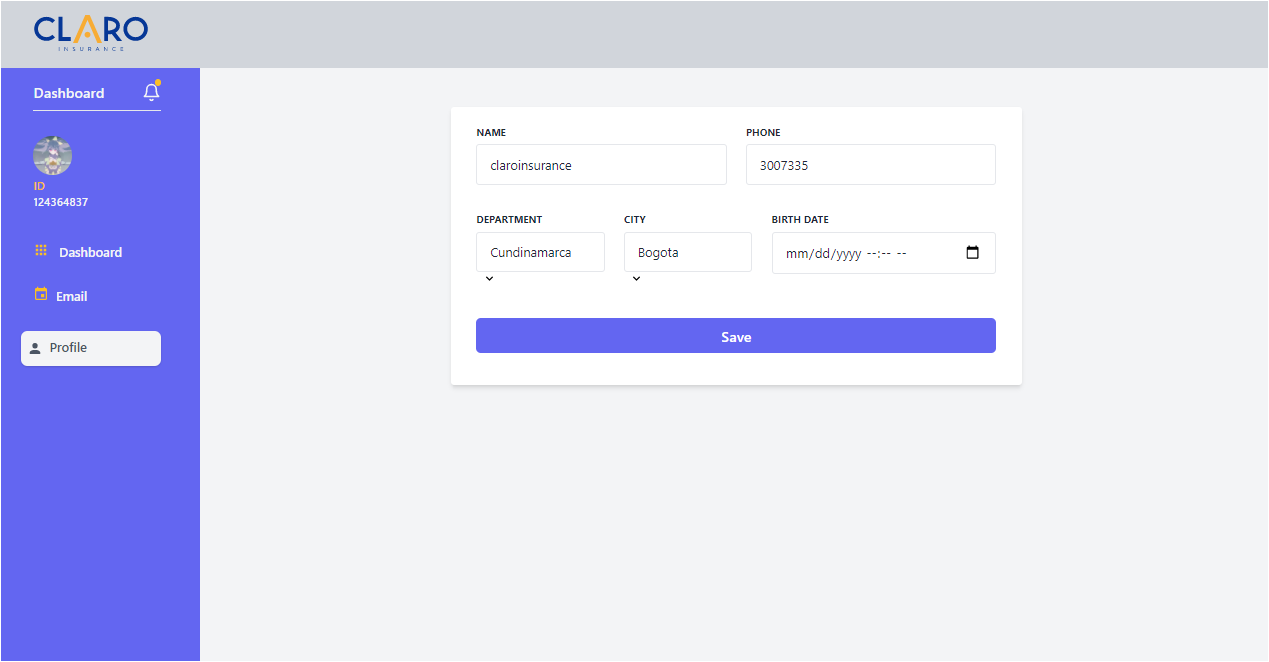 CLARO
INSURANCE
Dashboard
ID
124364837
Dashboard
Email
Profile
NAME
PHONE
claroinsurance
3007335
DEPARTMENT
CITY
BIRTH DATE
Cundinamarca
Bogota
mm/dd/yyyy --:-- --
Save